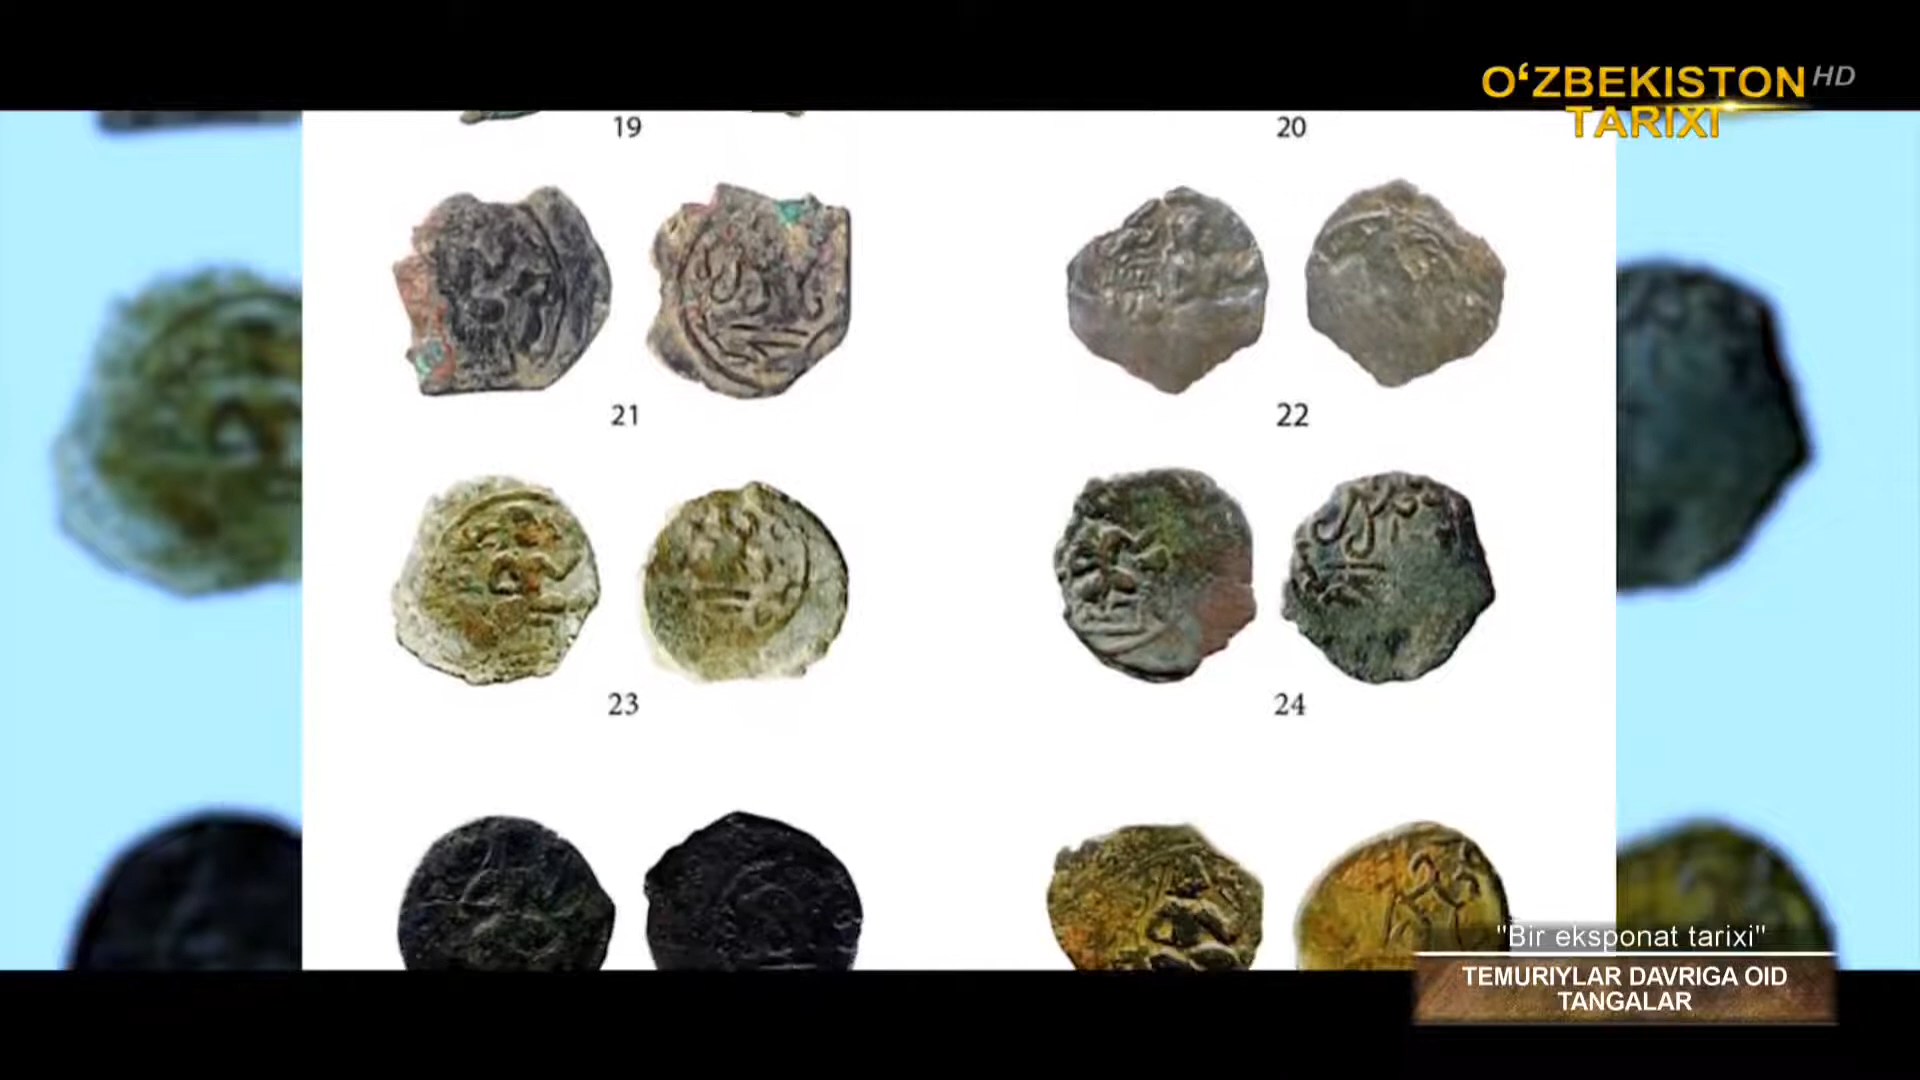 O‘ZBEKISTON HD
TARIXI
19
20
21
22
23
24
"Bir eksponat tarixi"
TEMURIYLAR DAVRIGA OID
TANGALAR